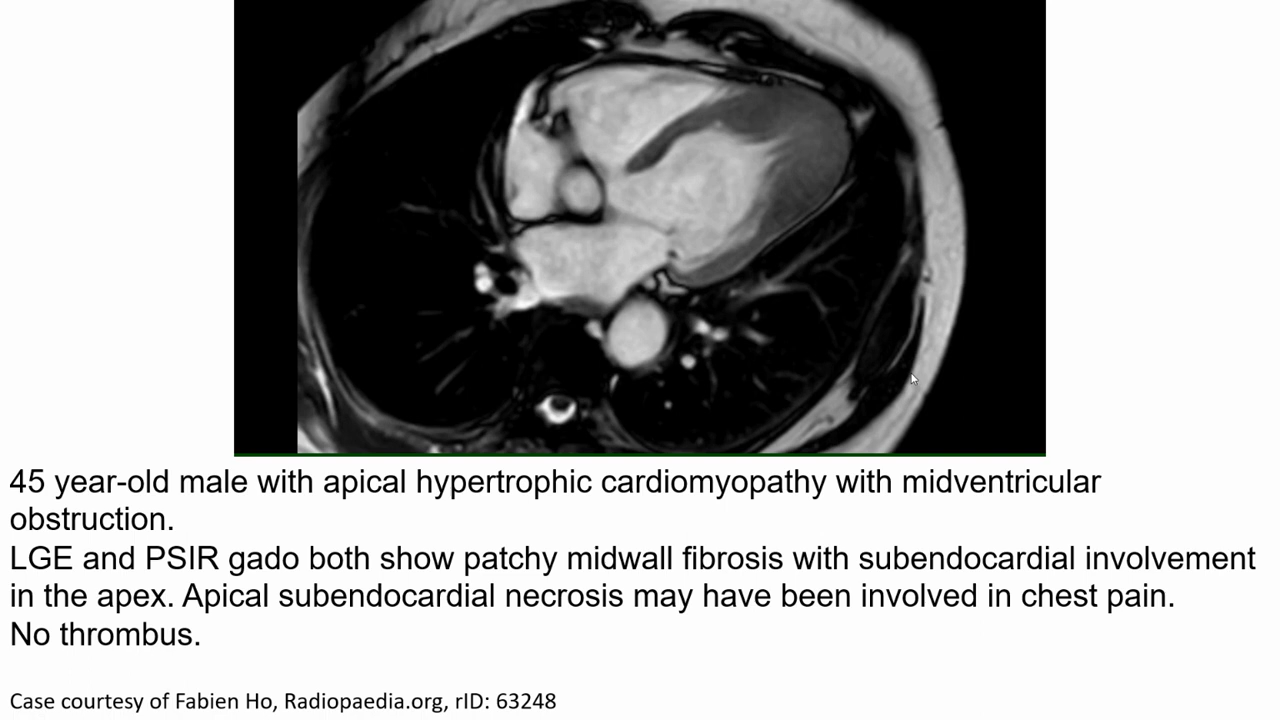 45 year-old male with apical hypertrophic cardiomyopathy with midventricular
obstruction.
LGE and PSIR gado both show patchy midwall fibrosis with subendocardial involvement
in the apex. Apical subendocardial necrosis may have been involved in chest pain.
No thrombus.
Case courtesy of Fabien Ho, Radiopaedia.org, rID: 63248